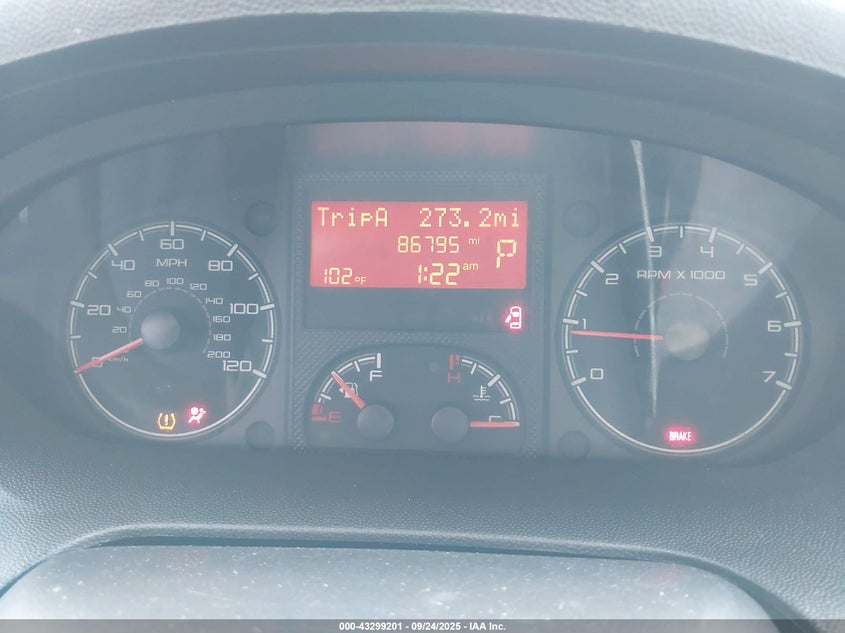 TripA 273.2mi
86795 mi
P
102°F 1:22 am
0 20 40 60 80 100 120
MPH
20 40 60 80 100 120 140 160 180 200
km/h
0 1 2 3 4 5 6 7
RPM X 1000
E F
H C
BRAKE
000-43299201 - 09/24/2025 - IAA Inc.